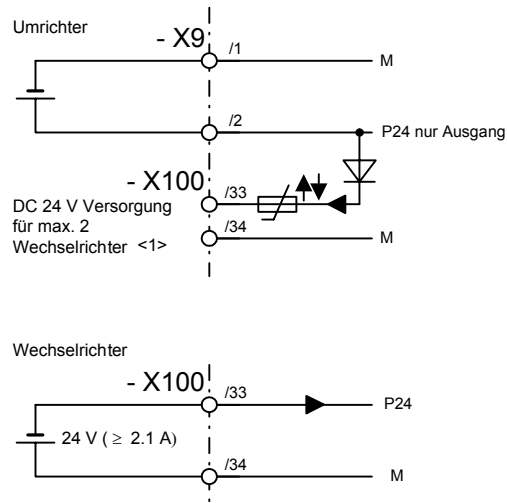 Umrichter
- X9
/1
M
/2
P24 nur Ausgang
- X100
/33
DC 24 V Versorgung
für max. 2
Wechselrichter <1>
/34
M
Wechselrichter
- X100
/33
P24
24 V ( ≥ 2.1 A)
/34
M